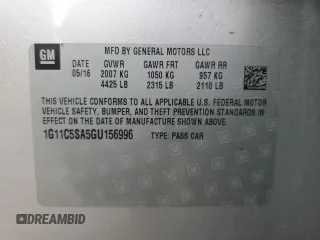 GM
MFD BY GENERAL MOTORS LLC
05/16 GVWR GAWR FRT GAWR RR
2007 KG 1050 KG 957 KG
4425 LB 2315 LB 2110 LB
THIS VEHICLE CONFORMS TO ALL APPLICABLE U.S. FEDERAL MOTOR
VEHICLE SAFETY, BUMPER, AND THEFT PREVENTION STANDARDS
IN EFFECT ON THE DATE OF MANUFACTURE SHOWN ABOVE.
1G11C5SA5GU156996 TYPE: PASS CAR
DREAMBID